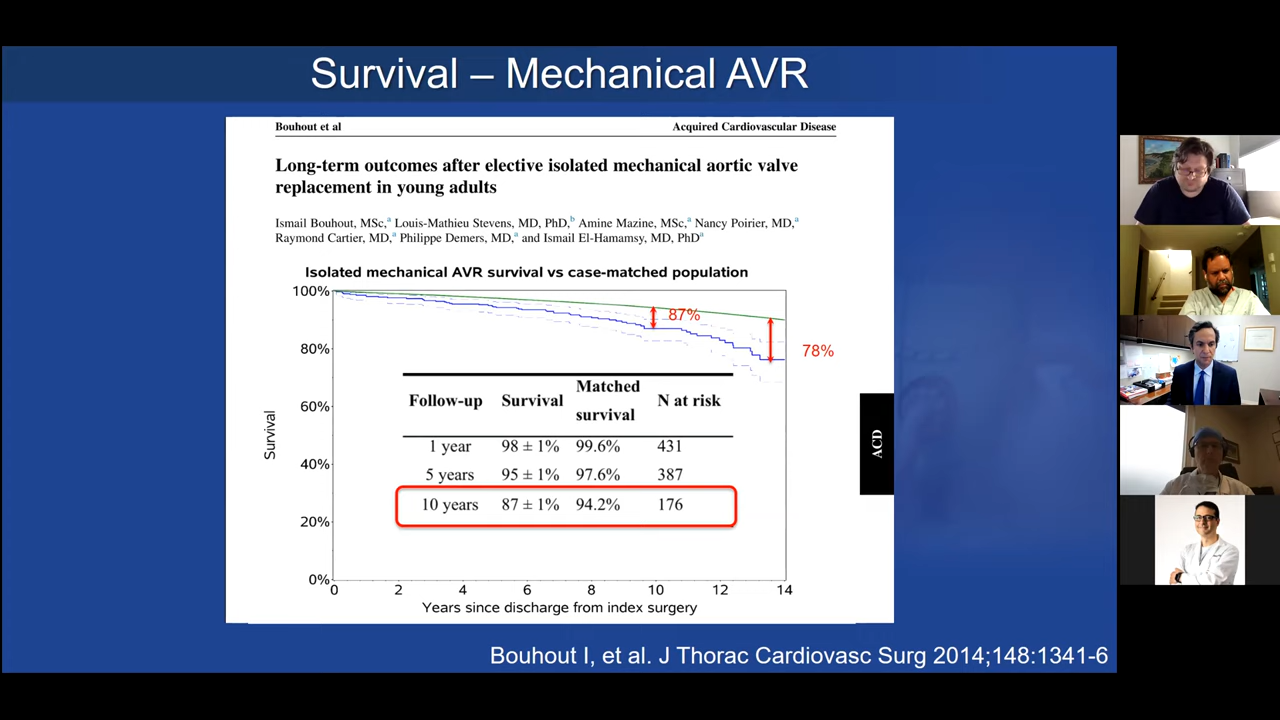 Survival – Mechanical AVR
Bouhout et al
Acquired Cardiovascular Disease
Long-term outcomes after elective isolated mechanical aortic valve
replacement in young adults
Ismail Bouhout, MSc,a Louis-Mathieu Stevens, MD, PhD,b Amine Mazine, MSc,a Nancy Poirier, MD,a
Raymond Cartier, MD,a Philippe Demers, MD,a and Ismail El-Hamamsy, MD, PhDa
Isolated mechanical AVR survival vs case-matched population
100%
80%
60%
40%
20%
0%
Survival
87%
78%
Follow-up Survival Matched survival N at risk
1 year 98 ± 1% 99.6% 431
5 years 95 ± 1% 97.6% 387
10 years 87 ± 1% 94.2% 176
0 2 4 6 8 10 12 14
Years since discharge from index surgery
ACD
Bouhout I, et al. J Thorac Cardiovasc Surg 2014;148:1341-6